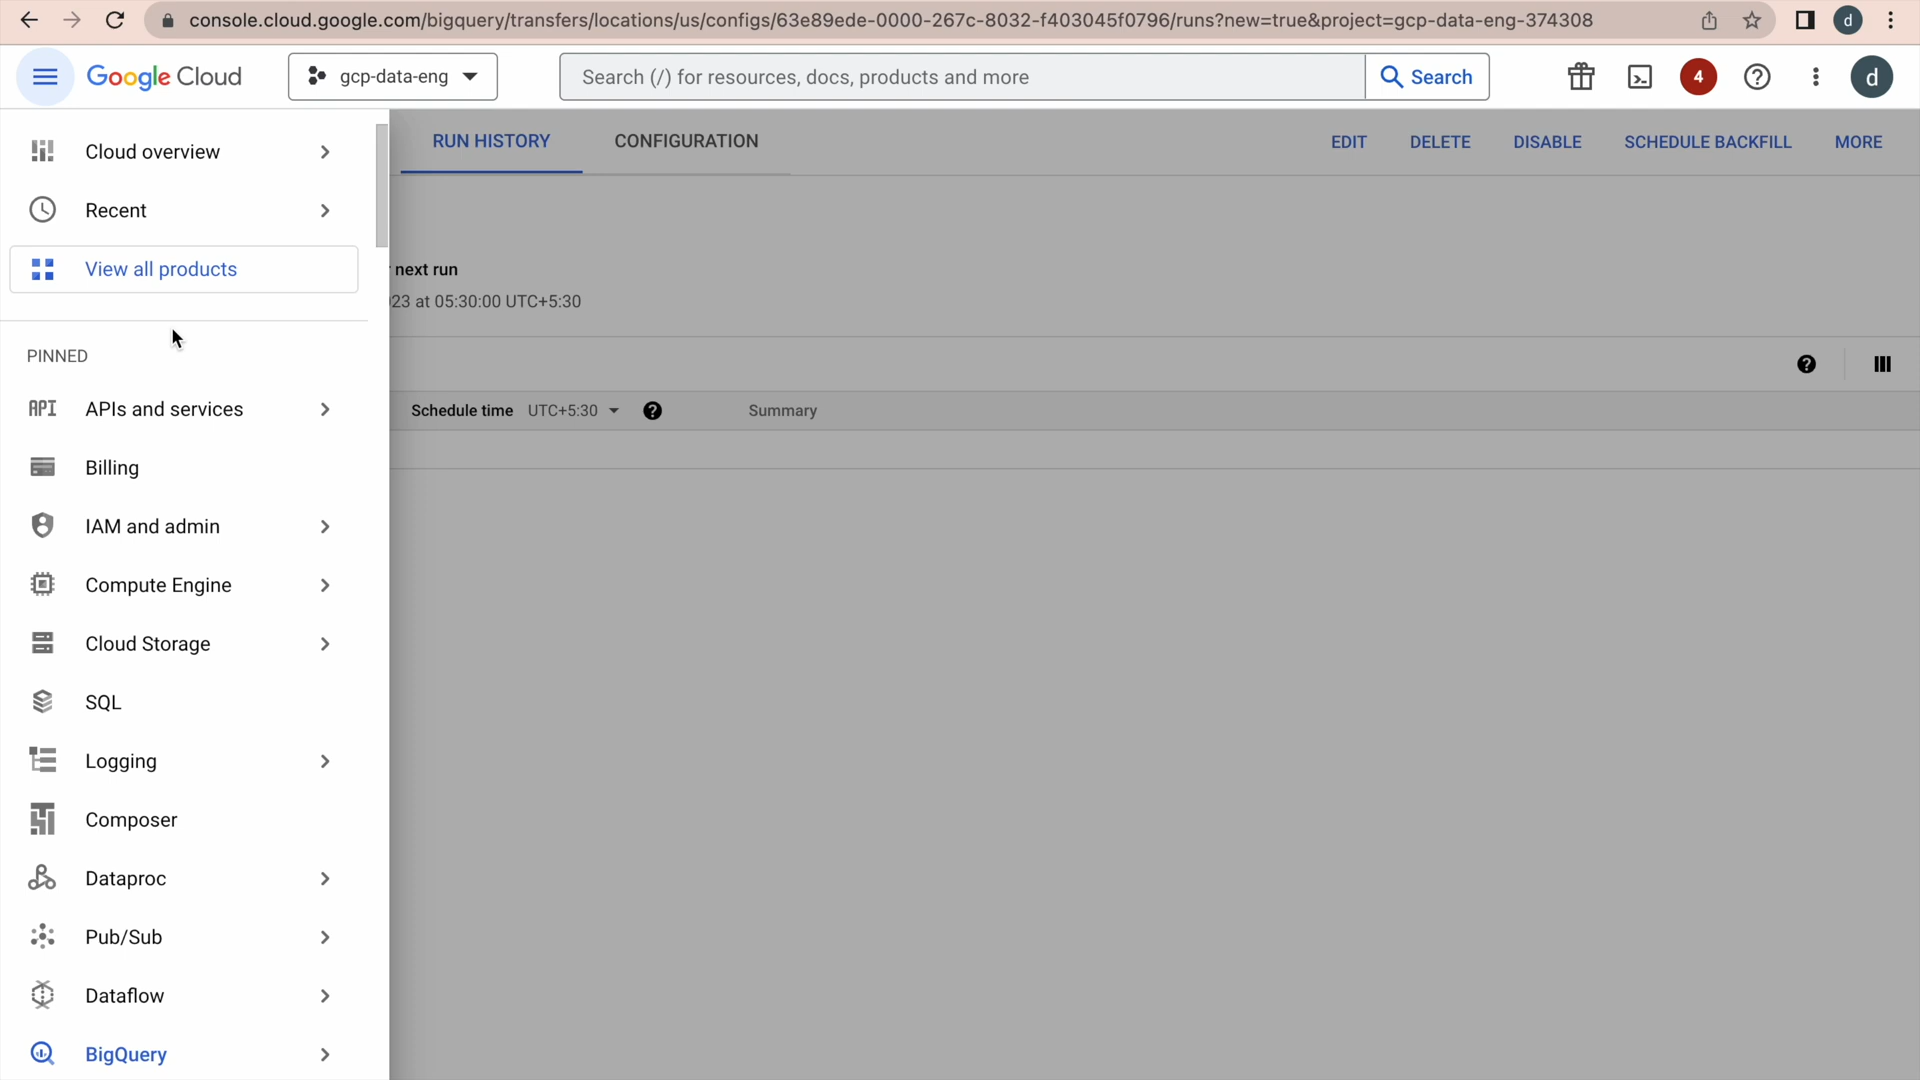 console.cloud.google.com/bigquery/transfers/locations/us/configs/63e89ede-0000-267c-8032-f403045f0796/runs?new=true&project=gcp-data-eng-374308
d
Google Cloud
gcp-data-eng
Search (/) for resources, docs, products and more
Search
4
d
Cloud overview
Recent
View all products
PINNED
API
APIs and services
Billing
IAM and admin
Compute Engine
Cloud Storage
SQL
Logging
Composer
Dataproc
Pub/Sub
Dataflow
BigQuery
RUN HISTORY
CONFIGURATION
EDIT
DELETE
DISABLE
SCHEDULE BACKFILL
MORE
next run
23 at 05:30:00 UTC+5:30
Schedule time UTC+5:30
Summary